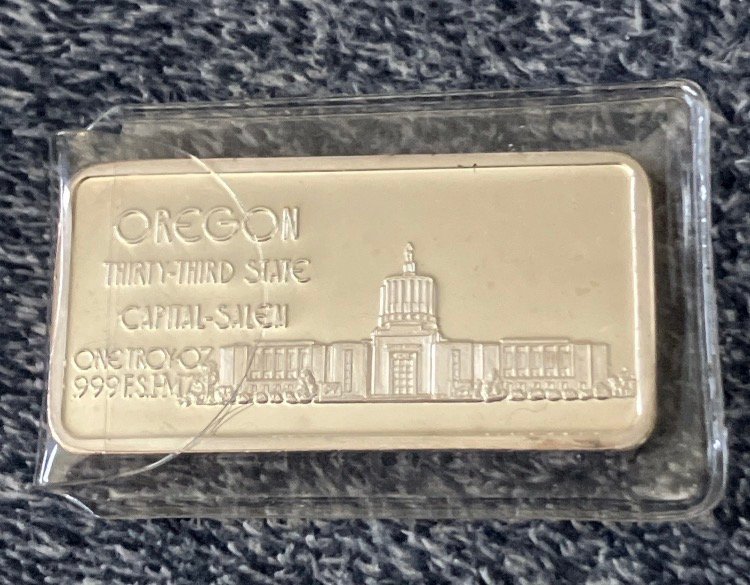 OREGON
THIRTY-THIRD STATE
CAPITAL-SALEM
ONE TROY OZ.
.999 F.S.